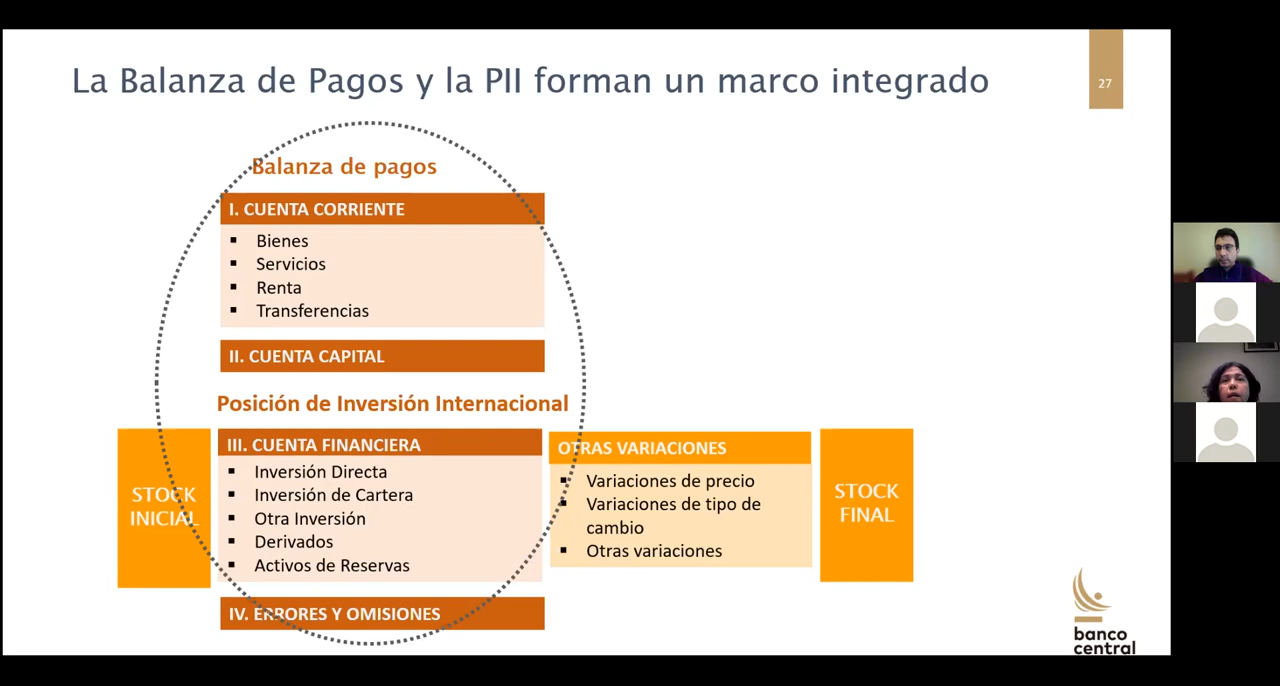 La Balanza de Pagos y la PII forman un marco integrado
27
Balanza de pagos
I. CUENTA CORRIENTE
▪ Bienes
▪ Servicios
▪ Renta
▪ Transferencias
II. CUENTA CAPITAL
Posición de Inversión Internacional
STOCK
INICIAL
III. CUENTA FINANCIERA
▪ Inversión Directa
▪ Inversión de Cartera
▪ Otra Inversión
▪ Derivados
▪ Activos de Reservas
OTRAS VARIACIONES
▪ Variaciones de precio
▪ Variaciones de tipo de
cambio
▪ Otras variaciones
STOCK
FINAL
IV. ERRORES Y OMISIONES
banco
central